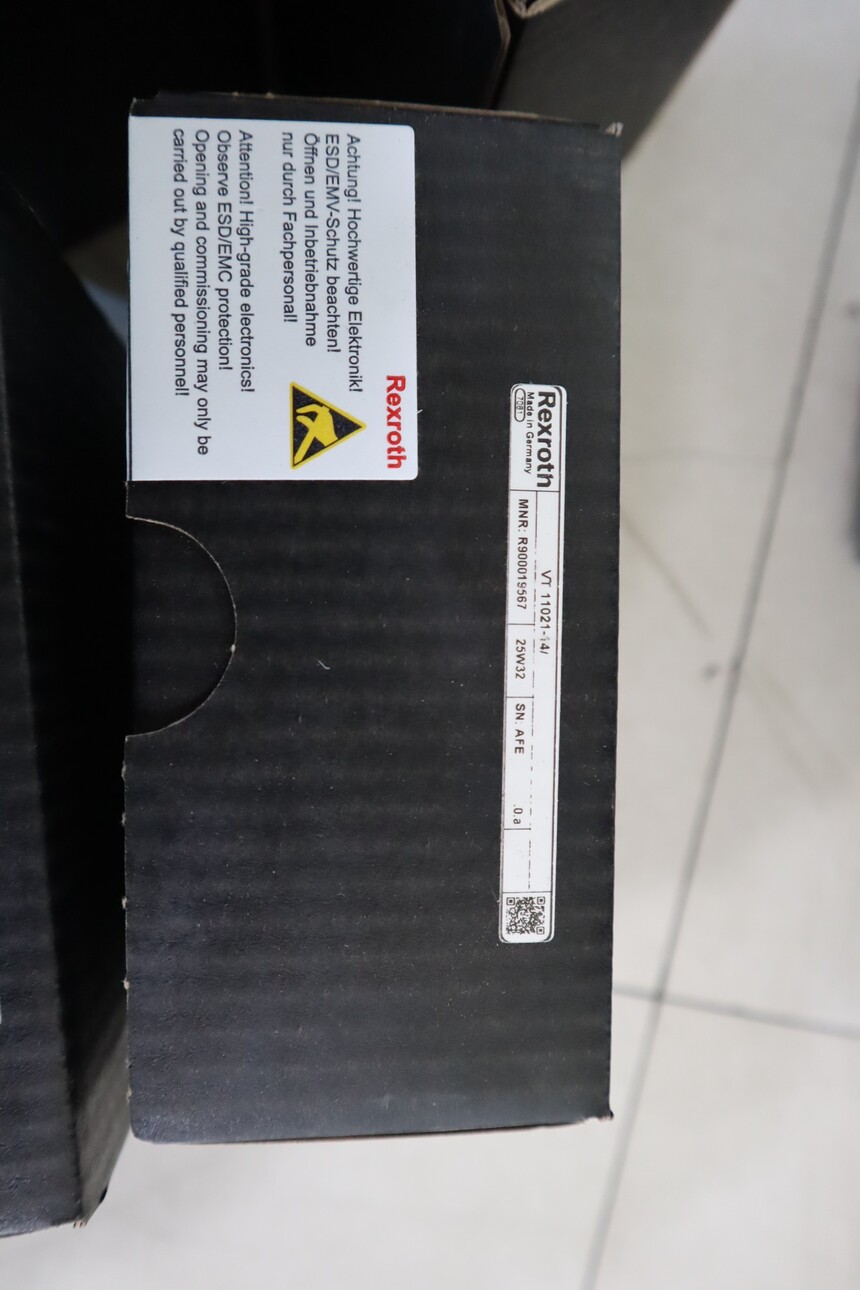 Rexroth
Achtung! Hochwertige Elektronik!
ESD/EMV-Schutz beachten!
Öffnen und Inbetriebnahme
nur durch Fachpersonal!
Attention! High-grade electronics!
Observe ESD/EMC protection!
Opening and commissioning may only be
carried out by qualified personnel!
Rexroth
Made in Germany
7081
VT 11021-14/
MNR: R900019567
25W32
SN: AFE
.0.a